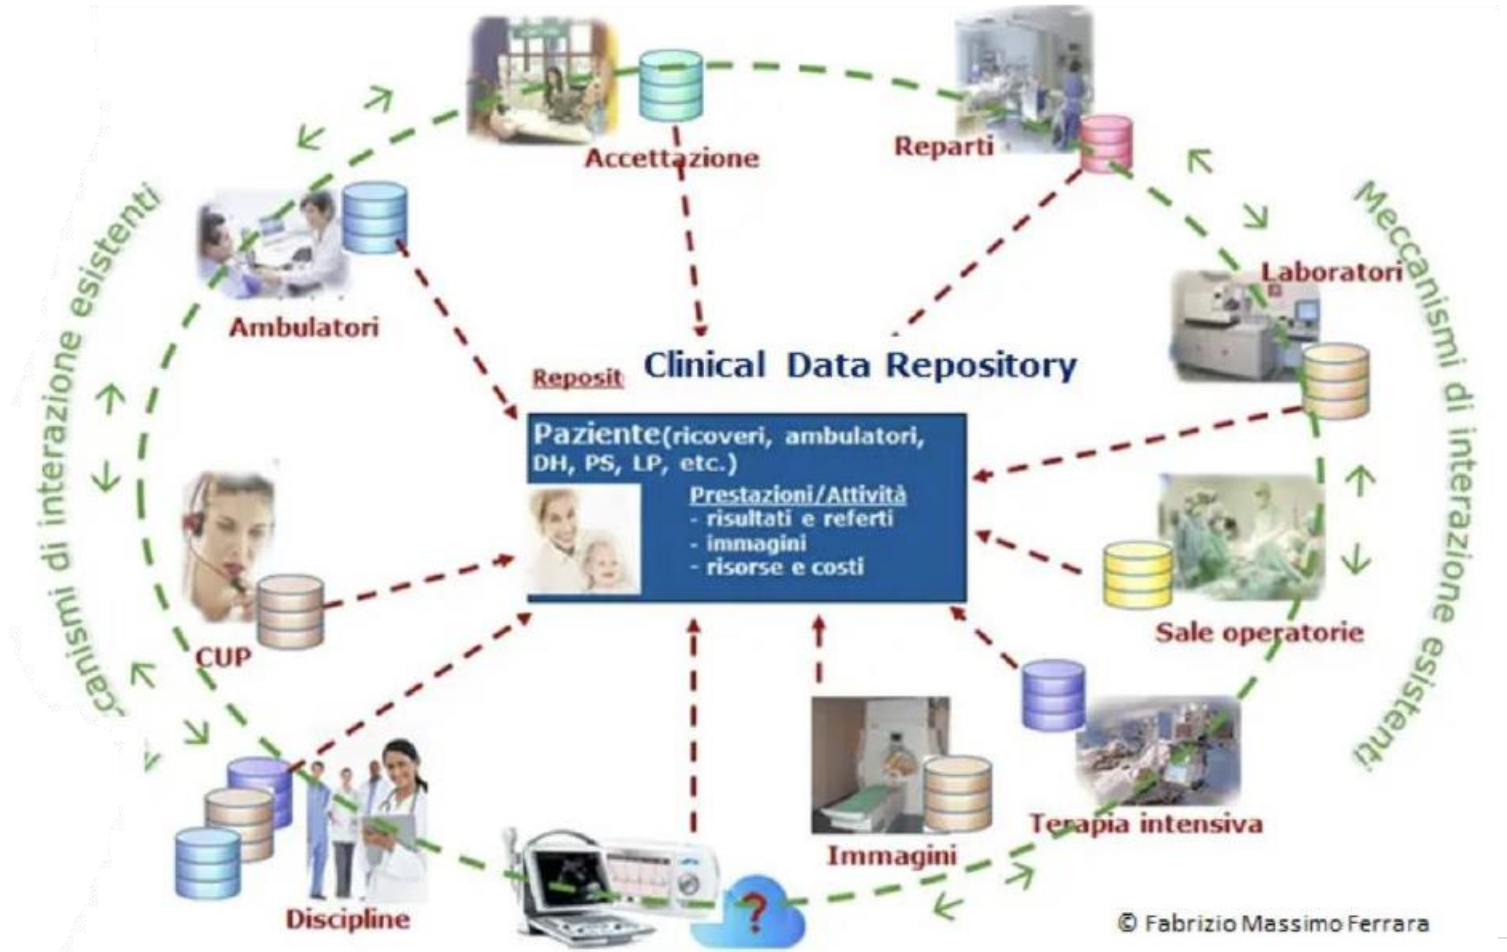 Accettazione
Reparti
Laboratori
Ambulatori
Meccanismi di interazione esistenti
.canismi di interazione esistenti
Clinical Data Repository
Reposit
Paziente(ricoveri, ambulatori,
DH, PS, LP, etc.)
Prestazioni/Attività
- risultati e referti
- immagini
- risorse e costi
CUP
Sale operatorie
Terapia intensiva
Immagini
Discipline
?
© Fabrizio Massimo Ferrara